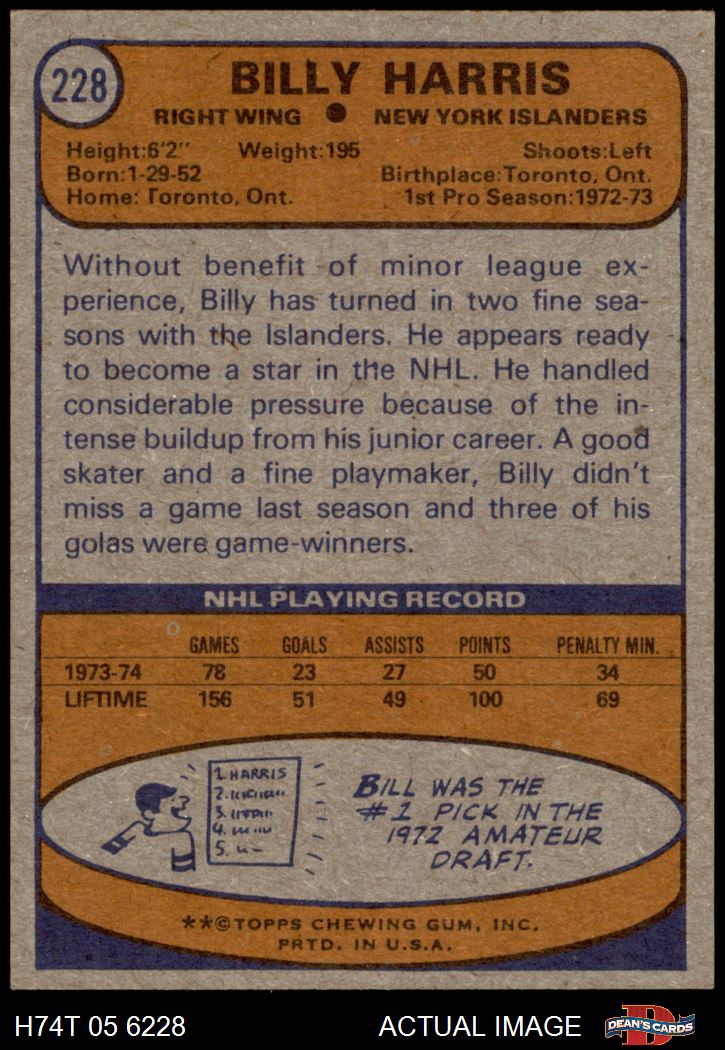 228
BILLY HARRIS
RIGHT WING ● NEW YORK ISLANDERS
Height:6'2" Weight:195 Shoots:Left
Born:1-29-52 Birthplace:Toronto, Ont.
Home: Toronto, Ont. 1st Pro Season:1972-73
Without benefit of minor league ex-
perience, Billy has turned in two fine sea-
sons with the Islanders. He appears ready
to become a star in the NHL. He handled
considerable pressure because of the in-
tense buildup from his junior career. A good
skater and a fine playmaker, Billy didn't
miss a game last season and three of his
golas were game-winners.
NHL PLAYING RECORD
GAMES GOALS ASSISTS POINTS PENALTY MIN.
1973-74 78 23 27 50 34
LIFTIME 156 51 49 100 69
1. HARRIS
2.
3.
4.
5.
BILL WAS THE
#1 PICK IN THE
1972 AMATEUR
DRAFT.
**©TOPPS CHEWING GUM, INC.
PRTD. IN U.S.A.
H74T 05 6228 ACTUAL IMAGE
D
DEAN'S CARDS